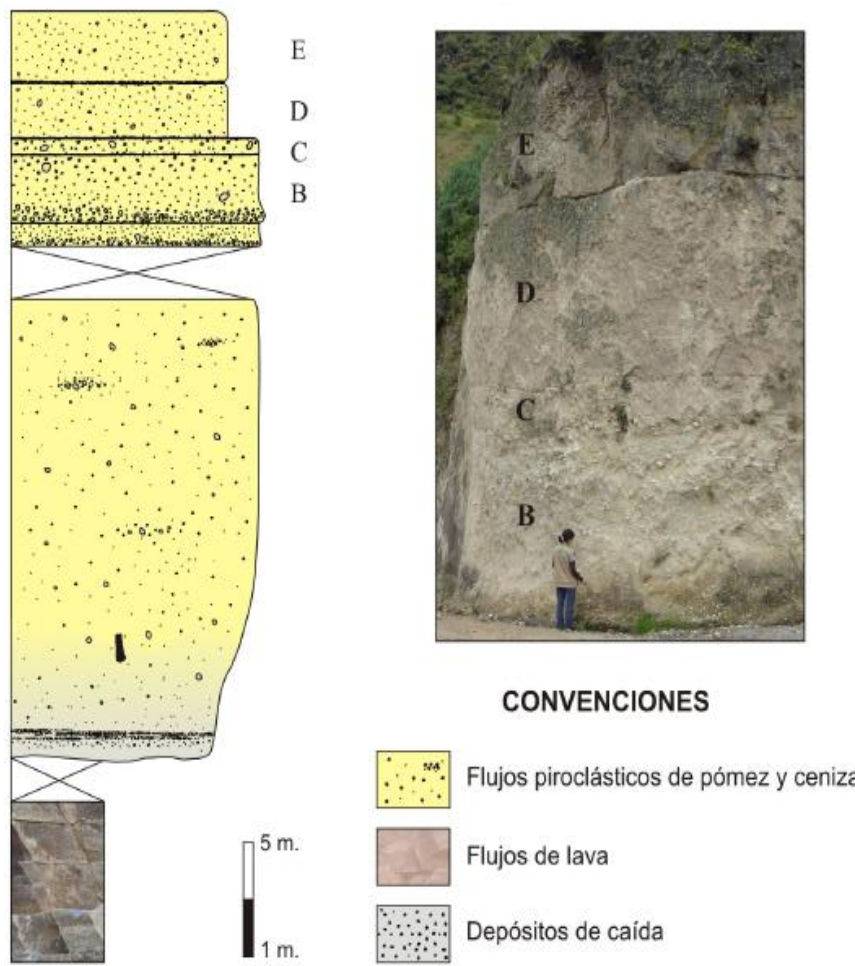 E
D
C
B
E
D
C
B
CONVENCIONES
Flujos piroclásticos de pómez y ceniza
Flujos de lava
Depósitos de caída
5 m.
1 m.